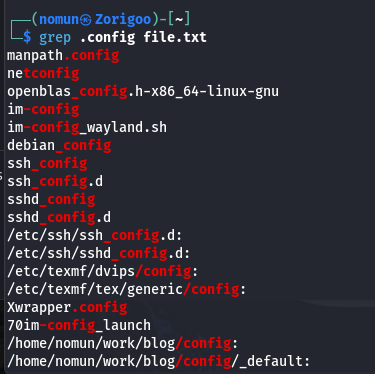 ┌──(nomun㉿Zorigoo)-[~]
└─$ grep .config file.txt
manpath.config
netconfig
openblas_config.h-x86_64-linux-gnu
im-config
im-config_wayland.sh
debian_config
ssh_config
ssh_config.d
sshd_config
sshd_config.d
/etc/ssh/ssh_config.d:
/etc/ssh/sshd_config.d:
/etc/texmf/dvips/config:
/etc/texmf/tex/generic/config:
Xwrapper.config
70im-config_launch
/home/nomun/work/blog/config:
/home/nomun/work/blog/config/_default: